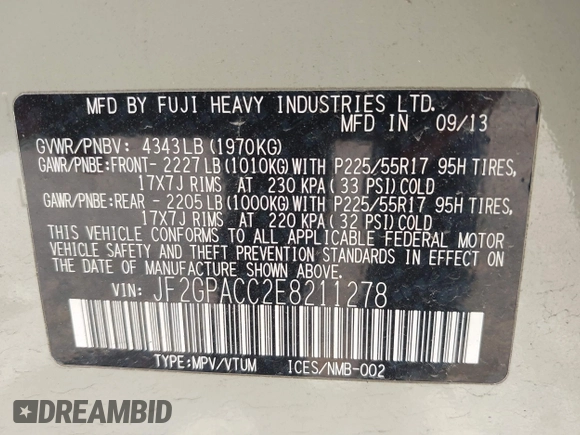 MFD BY FUJI HEAVY INDUSTRIES LTD.
MFD IN 09/13
GVWR/PNBV: 4343LB (1970KG)
GAWR/PNBE:FRONT- 2227LB(1010KG)WITH P225/55R17 95H TIRES,
17X7J RIMS AT 230 KPA(33 PSI)COLD
GAWR/PNBE:REAR - 2205LB(1000KG)WITH P225/55R17 95H TIRES,
17X7J RIMS AT 220 KPA(32 PSI)COLD
THIS VEHICLE CONFORMS TO ALL APPLICABLE FEDERAL MOTOR
VEHICLE SAFETY AND THEFT PREVENTION STANDARDS IN EFFECT ON
THE DATE OF MANUFACTURE SHOWN ABOVE.
VIN: JF2GPACC2E8211278
TYPE:MPV/VTUM ICES/NMB-002
DREAMBID